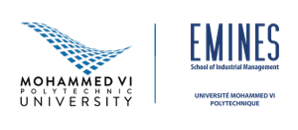 MOHAMMED VI
POLYTECHNIC
UNIVERSITY
EMINES
School of Industrial Management
UNIVERSITÉ MOHAMMED VI
POLYTECHNIQUE